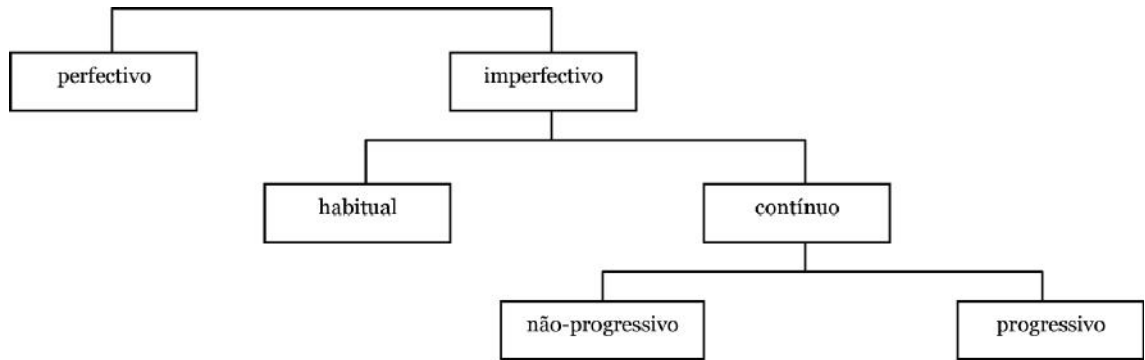 perfectivo
imperfectivo
habitual
contínuo
não-progressivo
progressivo